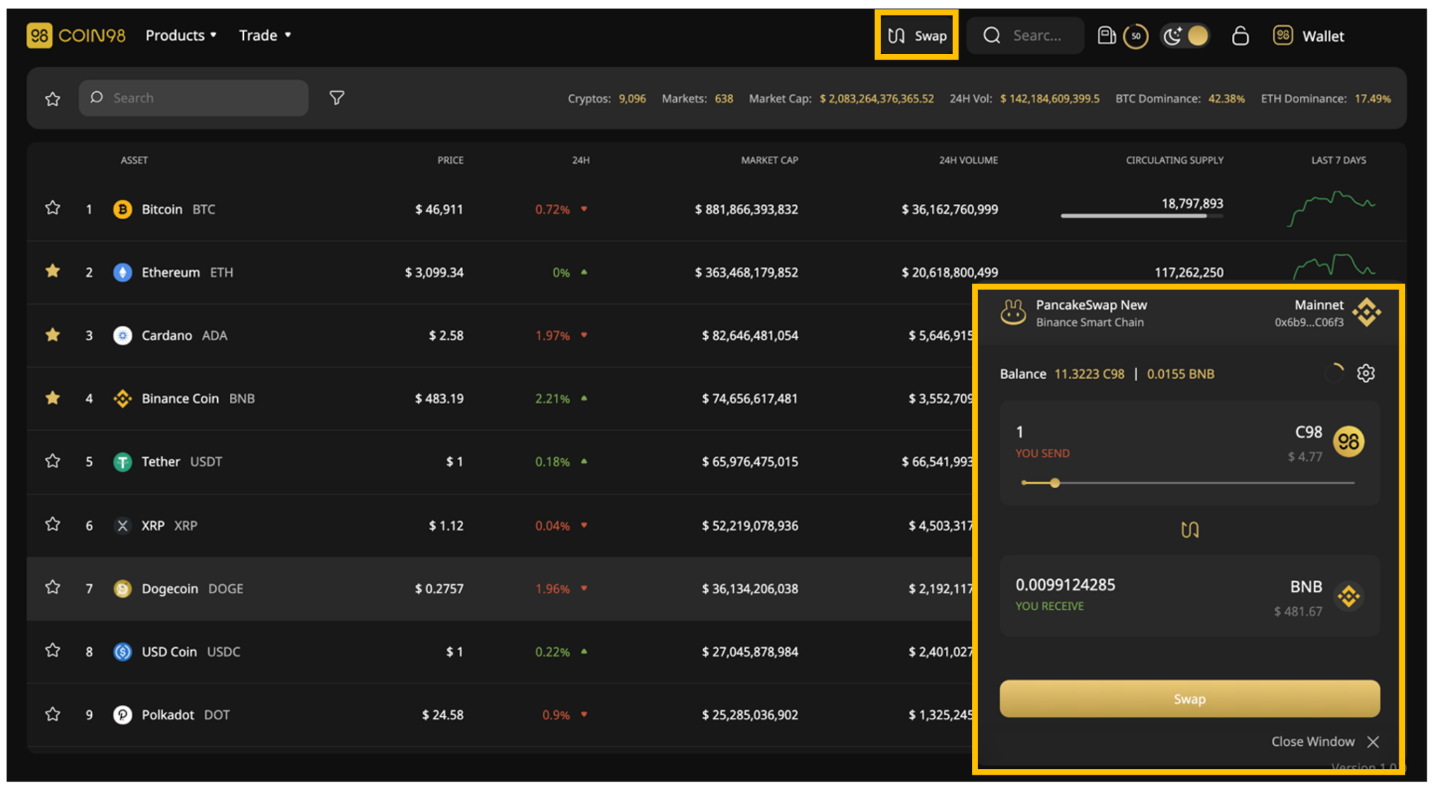 98 COIN98 Products Trade Swap Searc... 50 98 Wallet
Search Cryptos: 9,096 Markets: 638 Market Cap: $ 2,083,264,376,365.52 24H Vol: $ 142,184,609,399.5 BTC Dominance: 42.38% ETH Dominance: 17.49%
ASSET PRICE 24H MARKET CAP 24H VOLUME CIRCULATING SUPPLY LAST 7 DAYS
1 Bitcoin BTC $ 46,911 0.72% $ 881,866,393,832 $ 36,162,760,999 18,797,893
2 Ethereum ETH $ 3,099.34 0% $ 363,468,179,852 $ 20,618,800,499 117,262,250
3 Cardano ADA $ 2.58 1.97% $ 82,646,481,054 $ 5,646,915
4 Binance Coin BNB $ 483.19 2.21% $ 74,656,617,481 $ 3,552,709
5 Tether USDT $ 1 0.18% $ 65,976,475,015 $ 66,541,993
6 XRP XRP $ 1.12 0.04% $ 52,219,078,936 $ 4,503,317
7 Dogecoin DOGE $ 0.2757 1.96% $ 36,134,206,038 $ 2,192,117
8 USD Coin USDC $ 1 0.22% $ 27,045,878,984 $ 2,401,027
9 Polkadot DOT $ 24.58 0.9% $ 25,285,036,902 $ 1,325,245
PancakeSwap New Mainnet
Binance Smart Chain 0x6b9...C06f3
Balance 11.3223 C98 | 0.0155 BNB
1 C98 98
YOU SEND $ 4.77
0.0099124285 BNB
YOU RECEIVE $ 481.67
Swap
Close Window
Version 1.0